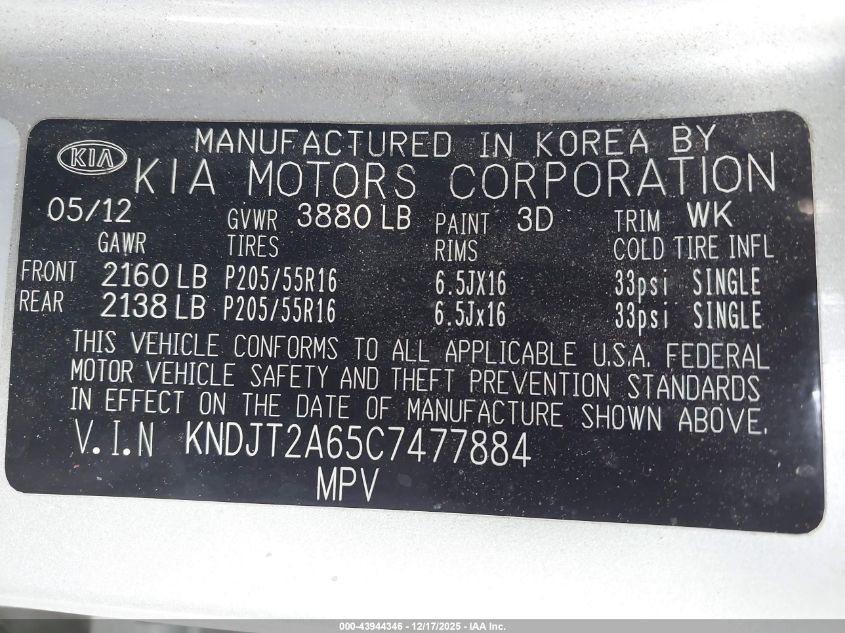 MANUFACTURED IN KOREA BY
KIA KIA MOTORS CORPORATION
05/12 GVWR 3880 LB PAINT 3D TRIM WK
GAWR TIRES RIMS COLD TIRE INFL
FRONT 2160 LB P205/55R16 6.5JX16 33psi SINGLE
REAR 2138 LB P205/55R16 6.5Jx16 33psi SINGLE
THIS VEHICLE CONFORMS TO ALL APPLICABLE U.S.A. FEDERAL
MOTOR VEHICLE SAFETY AND THEFT PREVENTION STANDARDS
IN EFFECT ON THE DATE OF MANUFACTURE SHOWN ABOVE.
V.I.N KNDJT2A65C7477884
MPV
000-43944346 | 12/17/2025 - IAA Inc.